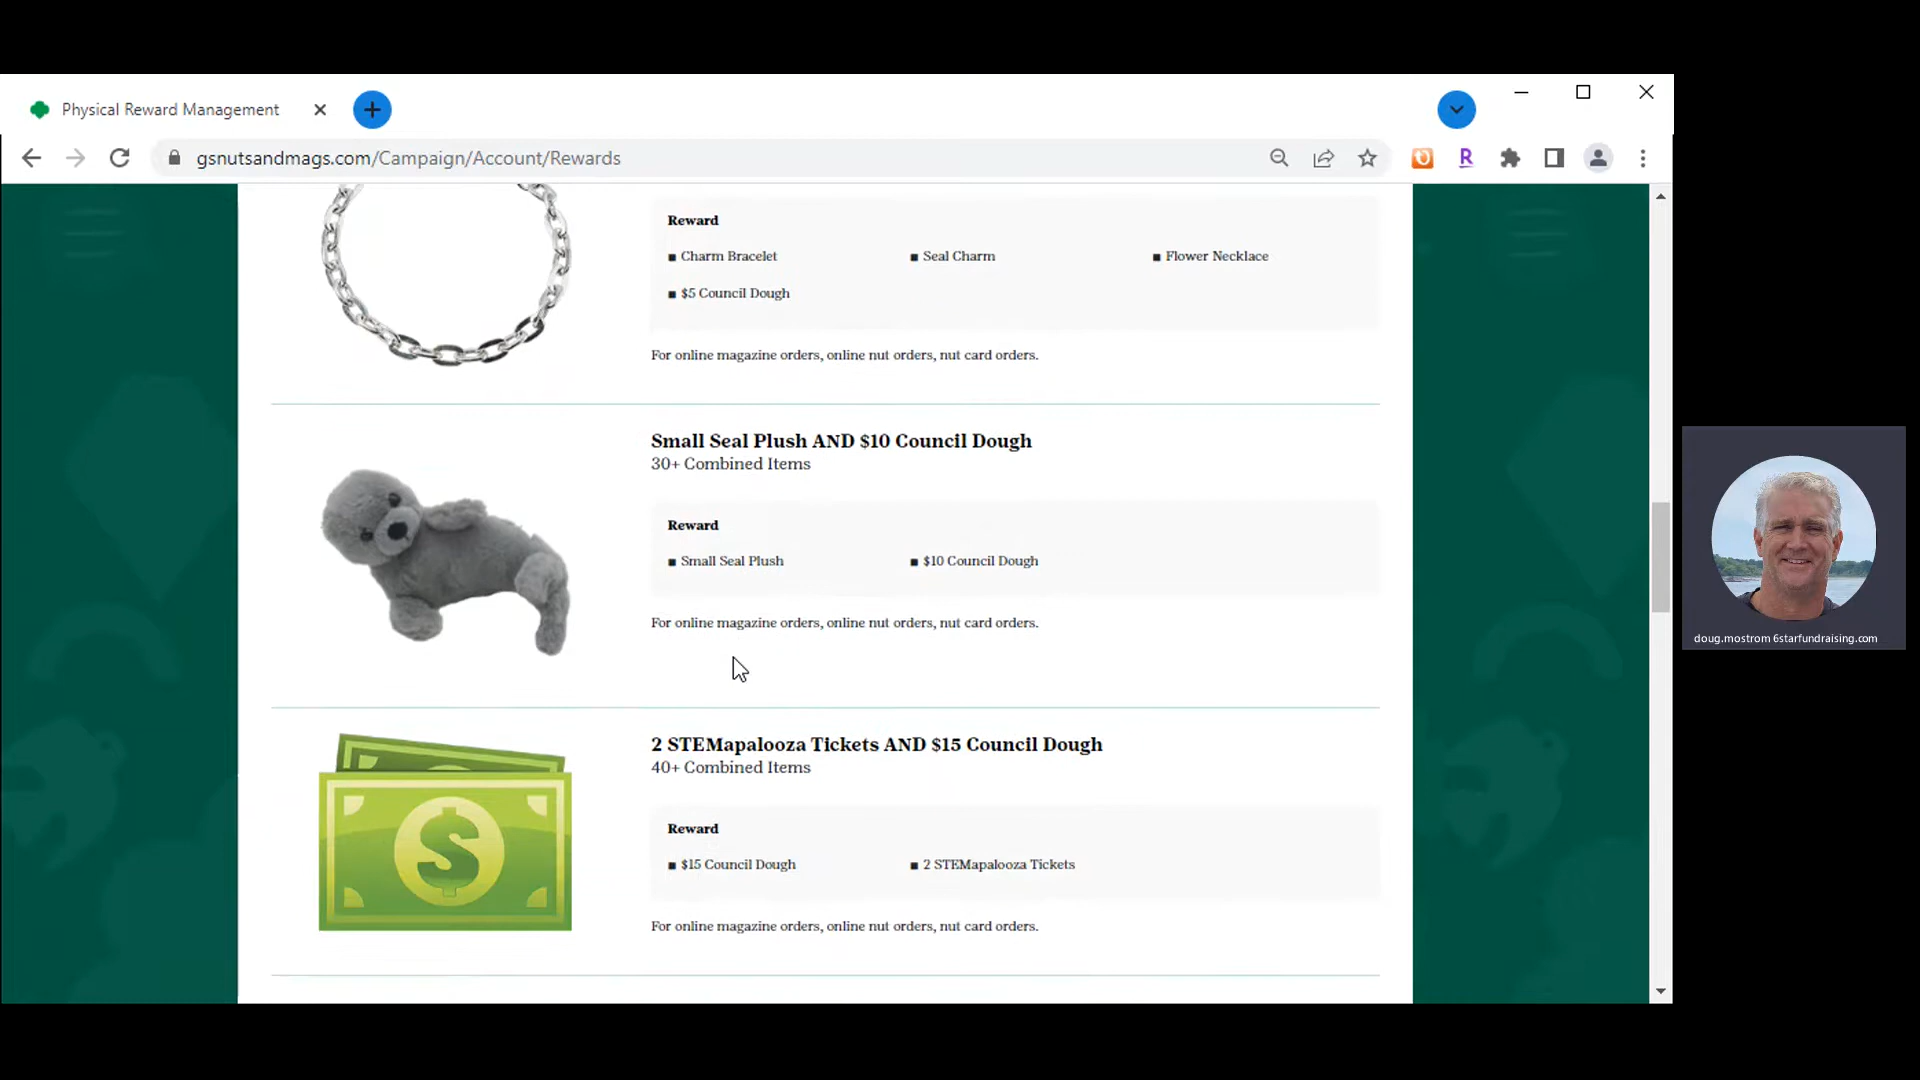 Physical Reward Management
gsnutsandmags.com/Campaign/Account/Rewards
R
Reward
Charm Bracelet
Seal Charm
Flower Necklace
$5 Council Dough
For online magazine orders, online nut orders, nut card orders.
Small Seal Plush AND $10 Council Dough
30+ Combined Items
Reward
Small Seal Plush
$10 Council Dough
For online magazine orders, online nut orders, nut card orders.
doug.mostrom 6starfundraising.com
2 STEMapalooza Tickets AND $15 Council Dough
40+ Combined Items
$
Reward
$15 Council Dough
2 STEMapalooza Tickets
For online magazine orders, online nut orders, nut card orders.